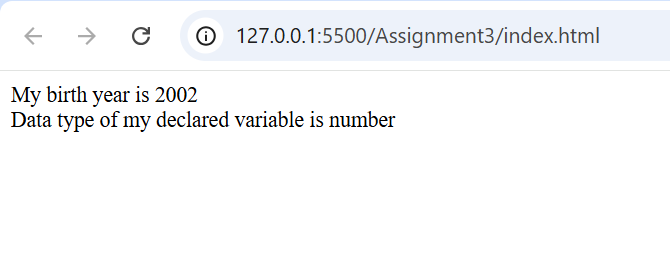 127.0.0.1:5500/Assignment3/index.html
My birth year is 2002
Data type of my declared variable is number